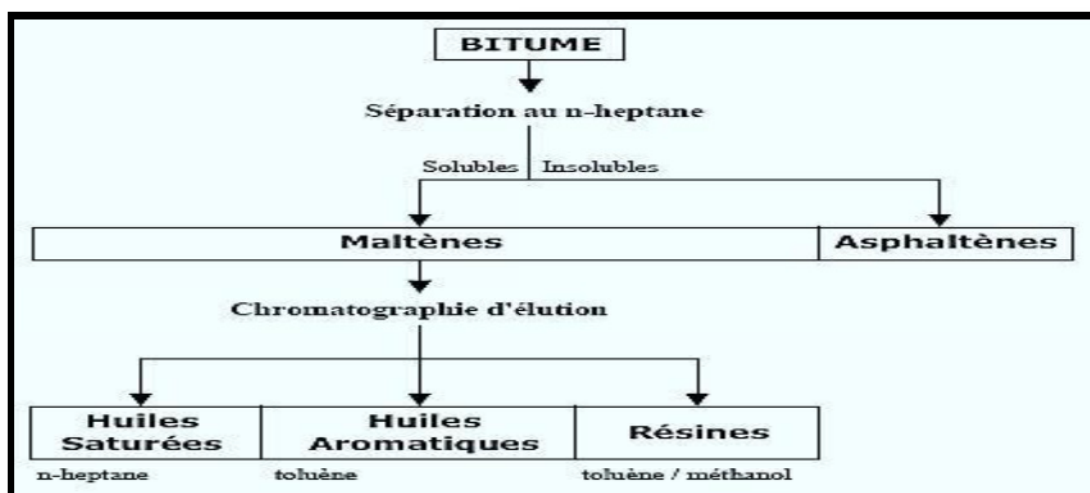 BITUME
Séparation au n-heptane
Solubles Insolubles
Maltènes Asphaltènes
Chromatographie d'élution
Huiles Saturées
Huiles Aromatiques
Résines
n-heptane toluène toluène / méthanol